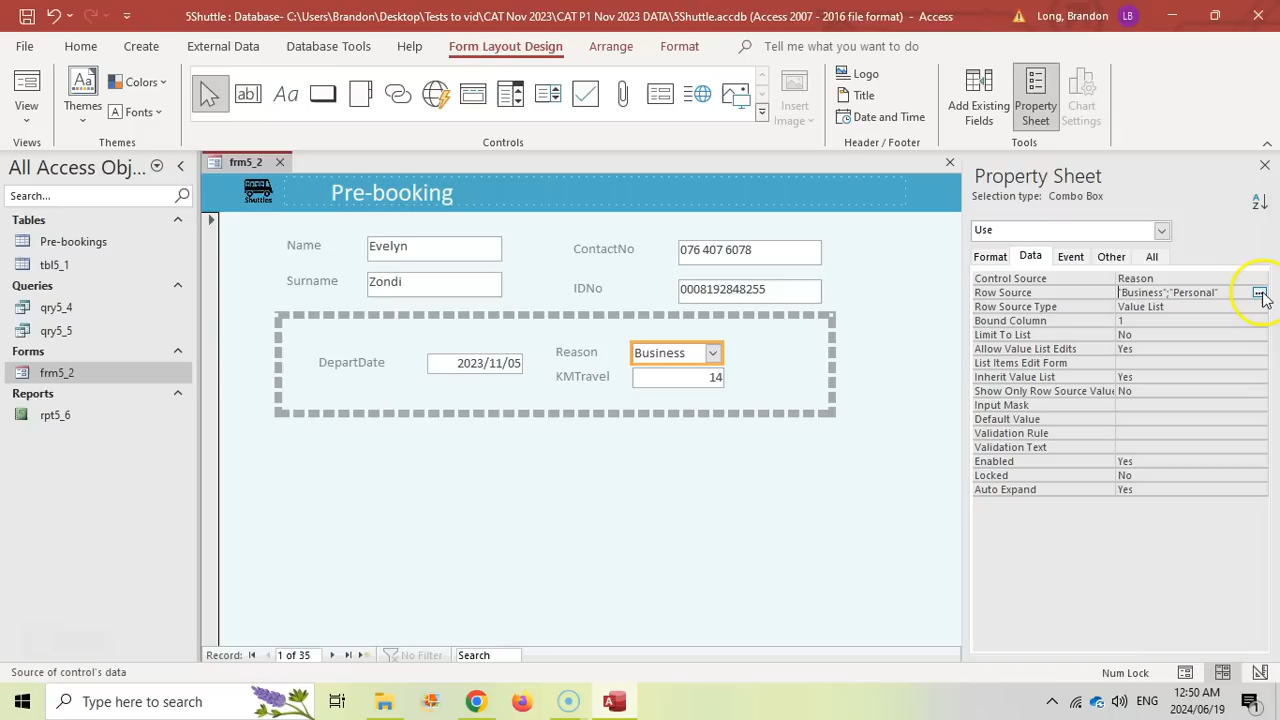 5Shuttle: Database- C:\Users\Brandon\Desktop\Tests to vid\CAT Nov 2023\CAT P1 Nov 2023 DATA\5Shuttle.accdb (Access 2007 - 2016 file format) - Access
Long, Brandon
LB
File
Home
Create
External Data
Database Tools
Help
Form Layout Design
Arrange
Format
Tell me what you want to do
View
Themes
Colors
Fonts
Insert Image
Logo
Title
Date and Time
Add Existing Fields
Property Sheet
Chart Settings
Views
Themes
Controls
Header / Footer
Tools
All Access Obj...
Search...
Tables
Pre-bookings
tbl5_1
Queries
qry5_4
qry5_5
Forms
frm5_2
Reports
rpt5_6
frm5_2
Shuttles
Pre-booking
Name
Evelyn
ContactNo
076 407 6078
Surname
Zondi
IDNo
0008192848255
DepartDate
2023/11/05
Reason
Business
KMTravel
14
Record:
1 of 35
No Filter
Search
Property Sheet
Selection type: Combo Box
Use
Format
Data
Event
Other
All
Control Source
Reason
Row Source
"Business";"Personal"
Row Source Type
Value List
Bound Column
1
Limit To List
No
Allow Value List Edits
Yes
List Items Edit Form
Inherit Value List
Yes
Show Only Row Source Value
No
Input Mask
Default Value
Validation Rule
Validation Text
Enabled
Yes
Locked
No
Auto Expand
Yes
Source of control's data
Num Lock
Type here to search
ENG
12:50 AM
2024/06/19
1